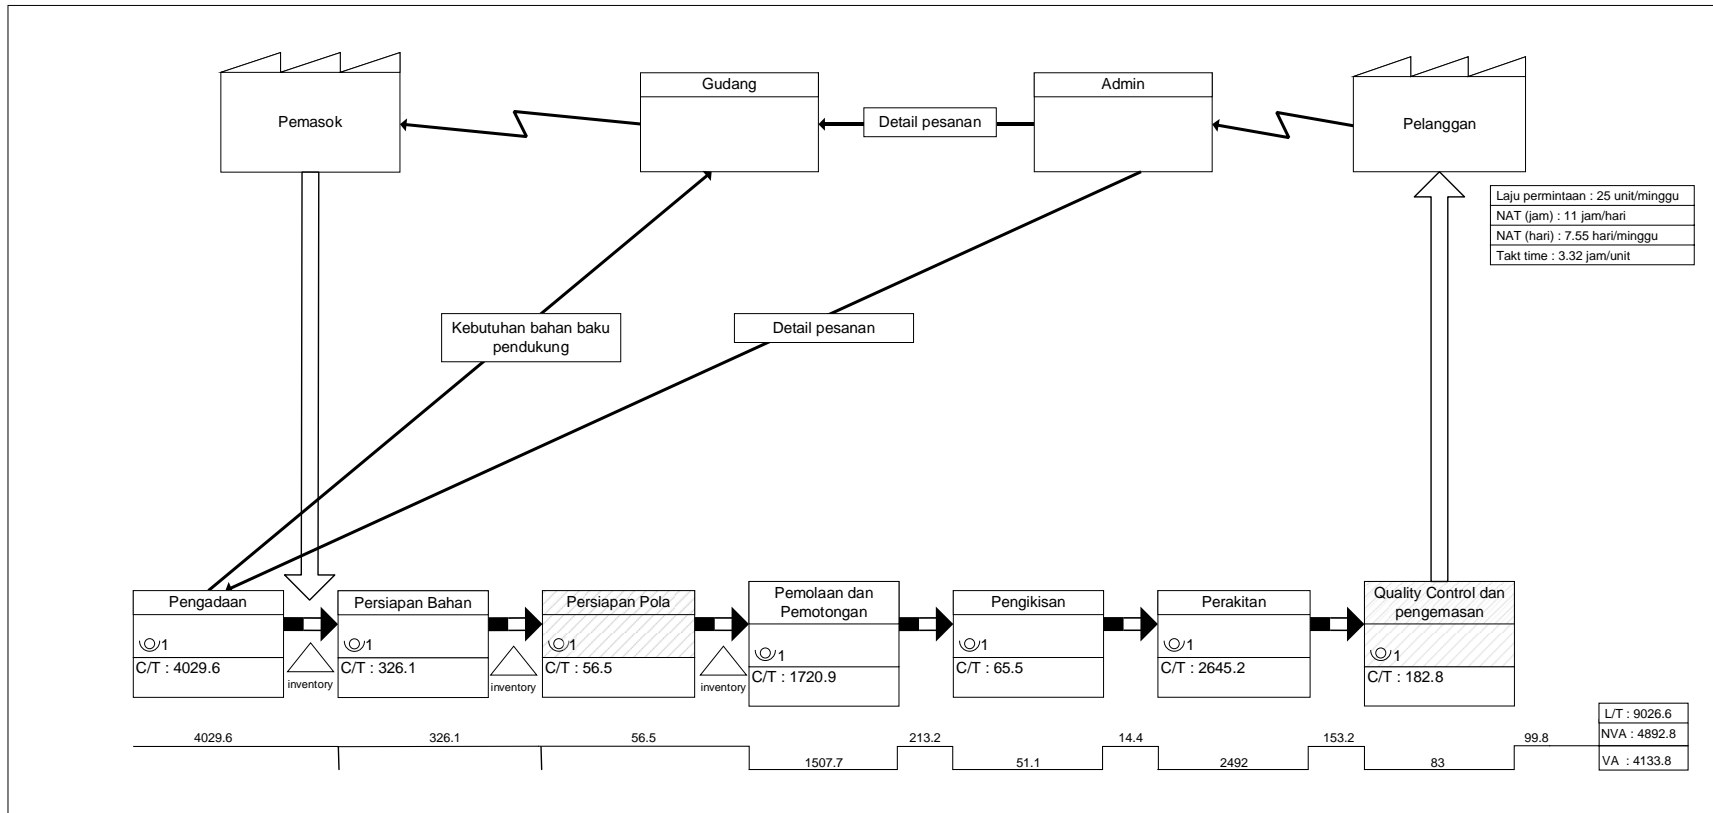 Pemasok
Gudang
Detail pesanan
Admin
Pelanggan
Laju permintaan : 25 unit/minggu
NAT (jam) : 11 jam/hari
NAT (hari) : 7.55 hari/minggu
Takt time : 3.32 jam/unit
Kebutuhan bahan baku
pendukung
Detail pesanan
Pengadaan
1
C/T : 4029.6
inventory
Persiapan Bahan
1
C/T : 326.1
inventory
Persiapan Pola
1
C/T : 56.5
inventory
Pemolaan dan
Pemotongan
1
C/T : 1720.9
Pengikisan
1
C/T : 65.5
Perakitan
1
C/T : 2645.2
Quality Control dan
pengemasan
1
C/T : 182.8
4029.6
326.1
56.5
1507.7
213.2
51.1
14.4
2492
153.2
83
99.8
L/T : 9026.6
NVA : 4892.8
VA : 4133.8